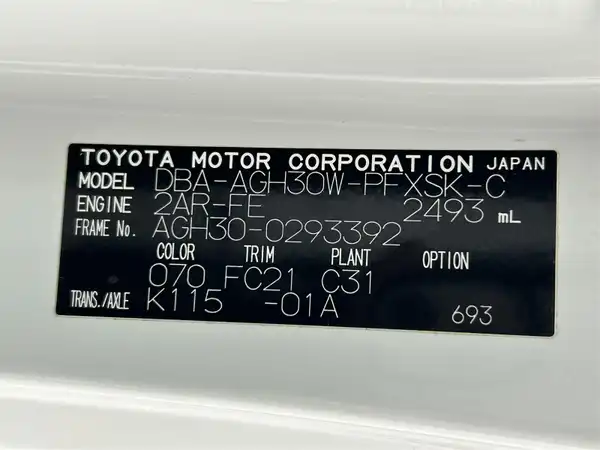 TOYOTA MOTOR CORPORATION JAPAN
MODEL DBA-AGH30W-PFXSK-C
ENGINE 2AR-FE 2493 mL
FRAME No. AGH30-0293392
COLOR TRIM PLANT OPTION
070 FC21 C31
TRANS./AXLE K115 -01A 693